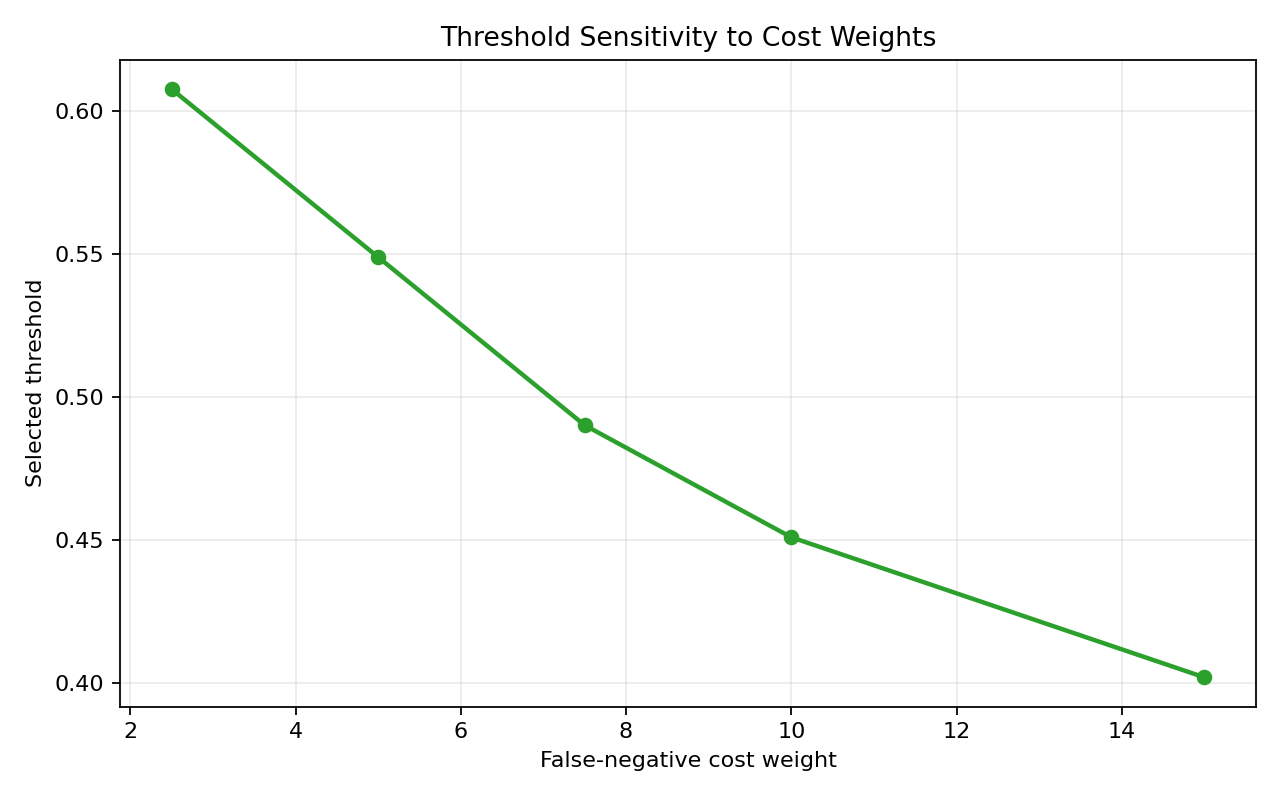 Threshold Sensitivity to Cost Weights
Selected threshold
0.60
0.55
0.50
0.45
0.40
2 4 6 8 10 12 14
False-negative cost weight